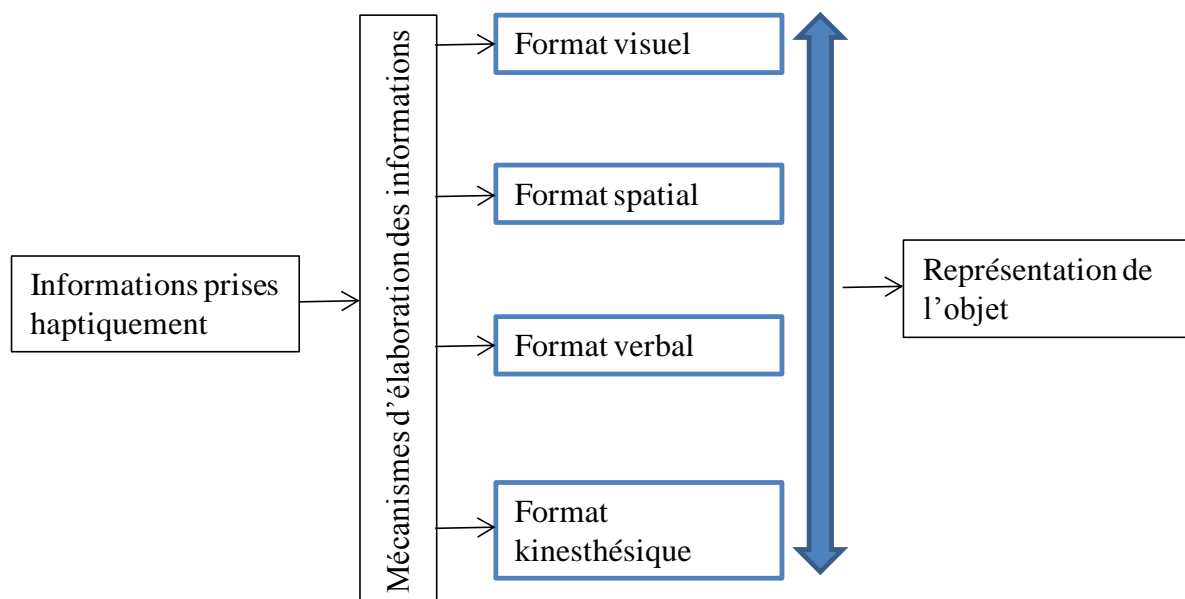 Informations prises
haptiquement
Mécanismes d’élaboration des informations
Format visuel
Format spatial
Format verbal
Format
kinesthésique
Représentation de
l’objet